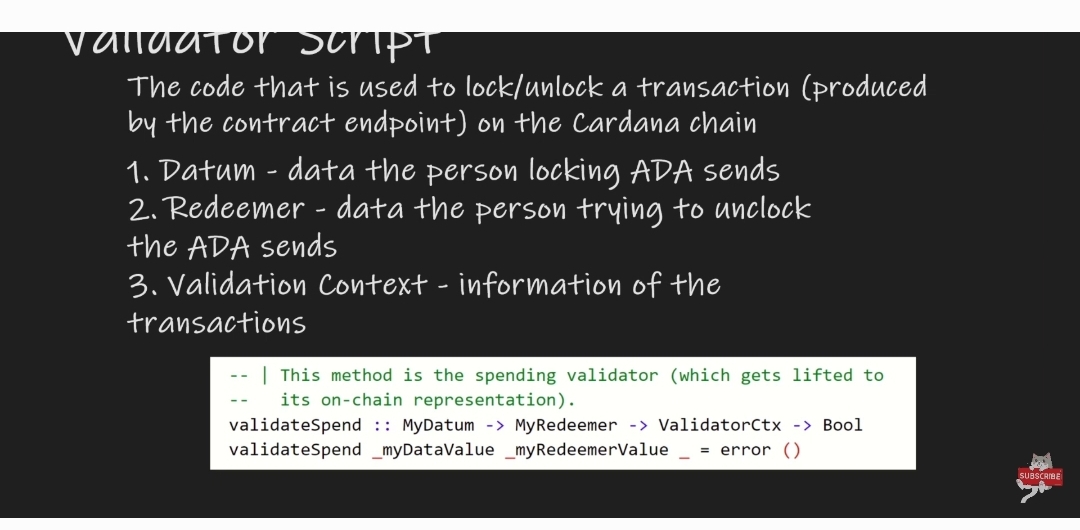 Validator Script
The code that is used to lock/unlock a transaction (produced
by the contract endpoint) on the Cardana chain
1. Datum - data the person locking ADA sends
2. Redeemer - data the person trying to unclock
the ADA sends
3. Validation Context - information of the
transactions
-- | This method is the spending validator (which gets lifted to
--   its on-chain representation).
validateSpend :: MyDatum -> MyRedeemer -> ValidatorCtx -> Bool
validateSpend _myDataValue _myRedeemerValue _ = error ()
SUBSCRIBE